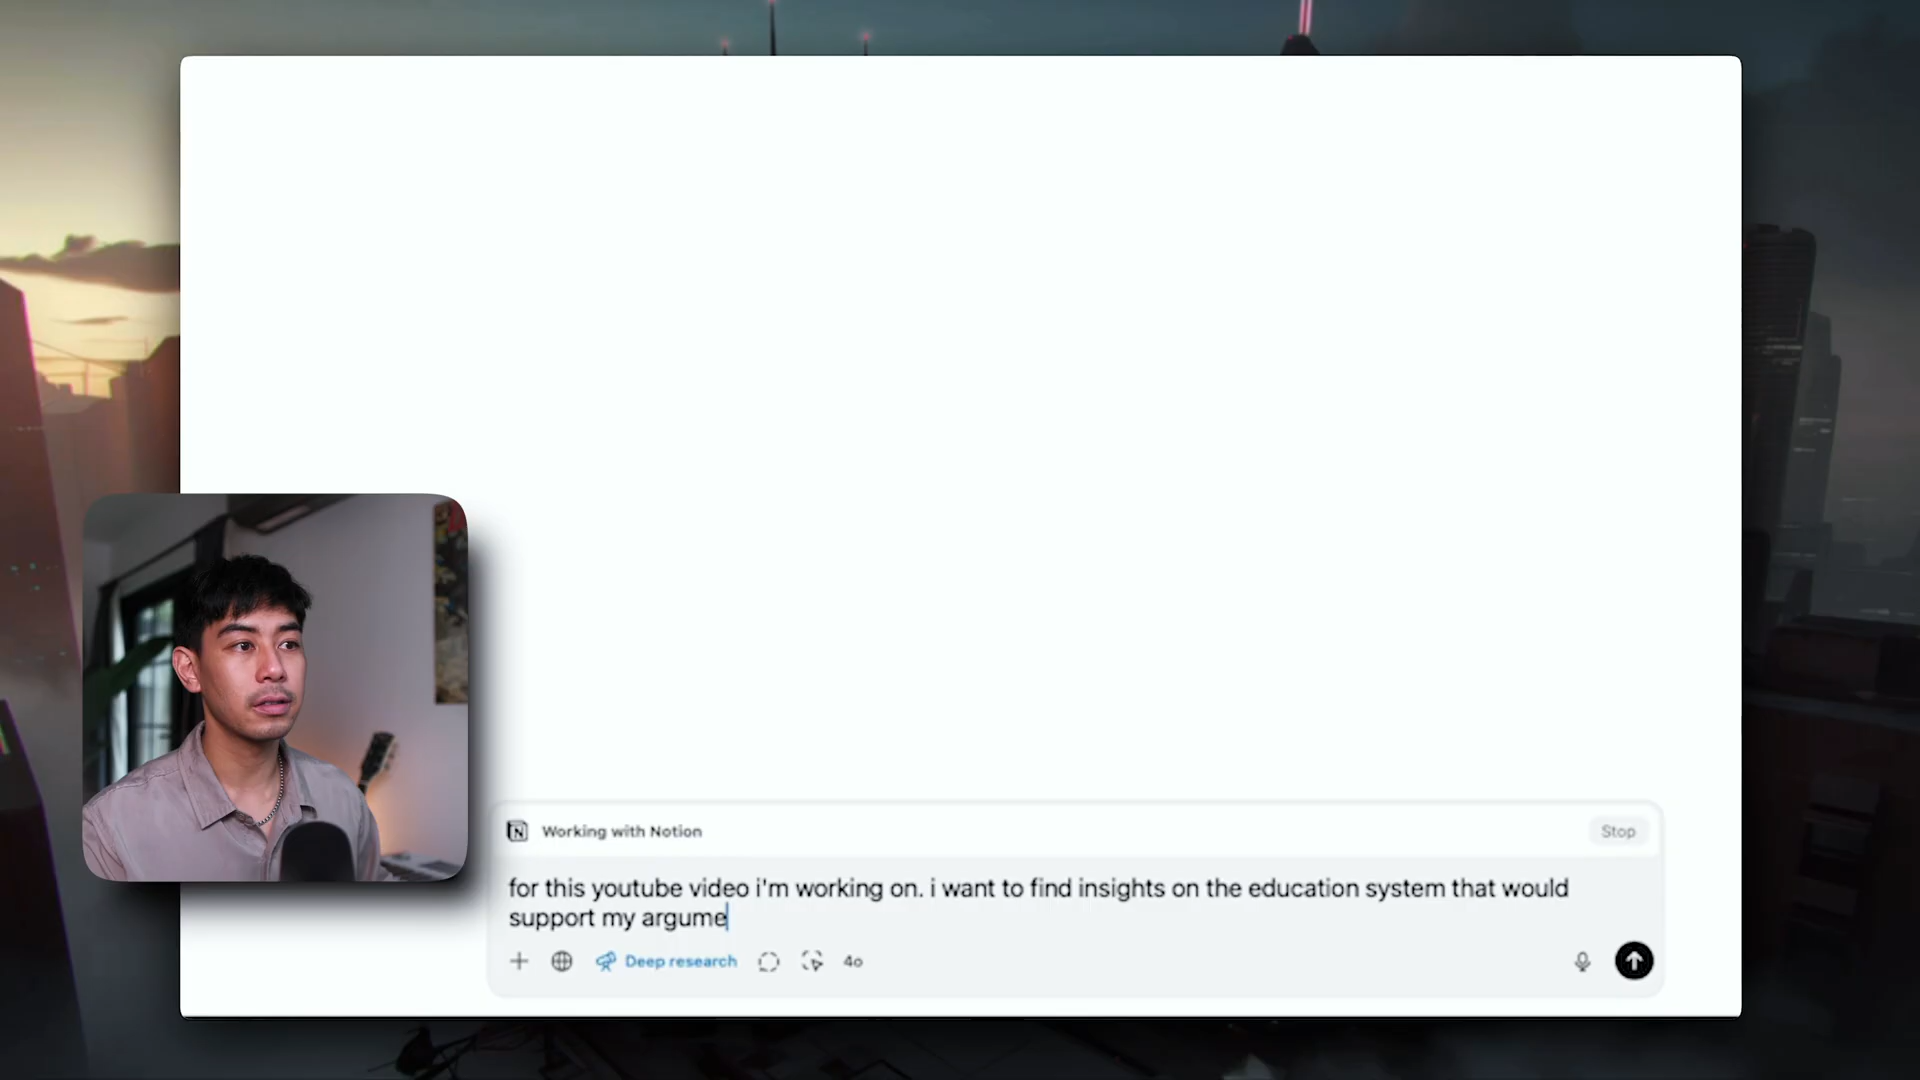 Working with Notion
Stop
for this youtube video i'm working on. i want to find insights on the education system that would
support my argume
Deep research
4o